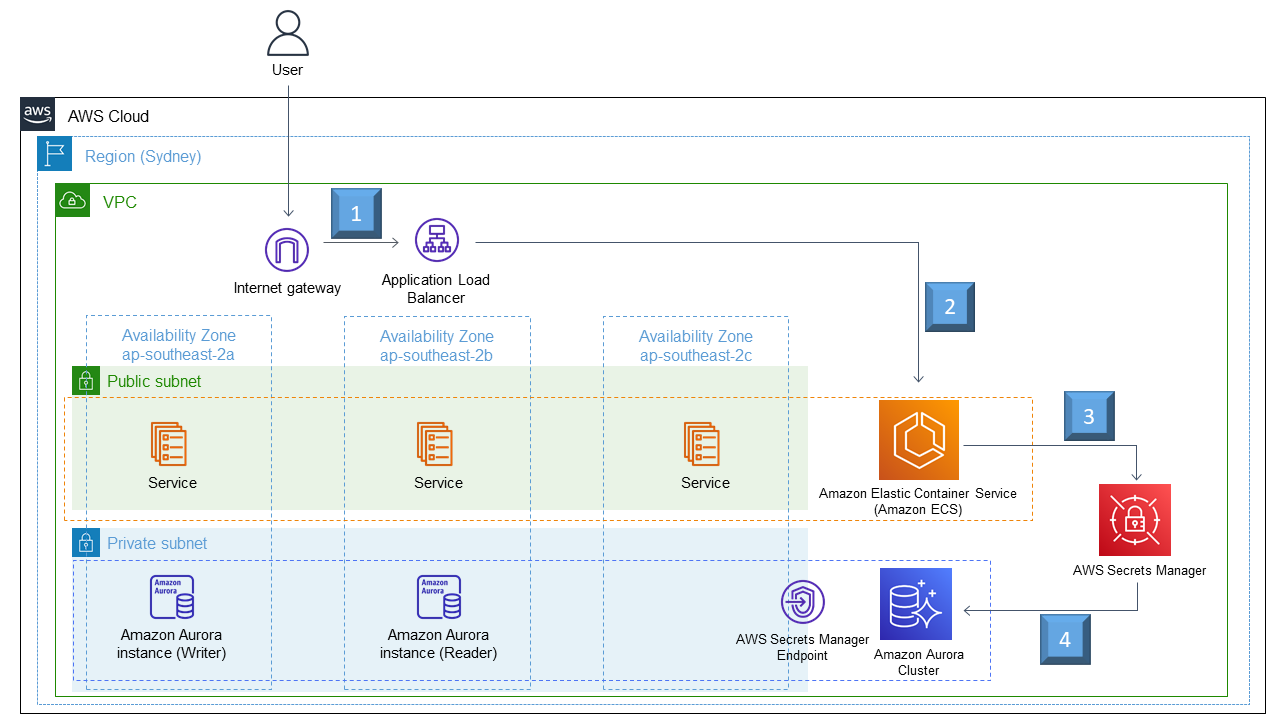 User
aws
AWS Cloud
Region (Sydney)
VPC
1
Internet gateway
Application Load
Balancer
2
Availability Zone
ap-southeast-2a
Availability Zone
ap-southeast-2b
Availability Zone
ap-southeast-2c
Public subnet
Service
Service
Service
Amazon Elastic Container Service
(Amazon ECS)
3
AWS Secrets Manager
Private subnet
Amazon
Aurora
Amazon Aurora
instance (Writer)
Amazon
Aurora
Amazon Aurora
instance (Reader)
AWS Secrets Manager
Endpoint
Amazon Aurora
Cluster
4